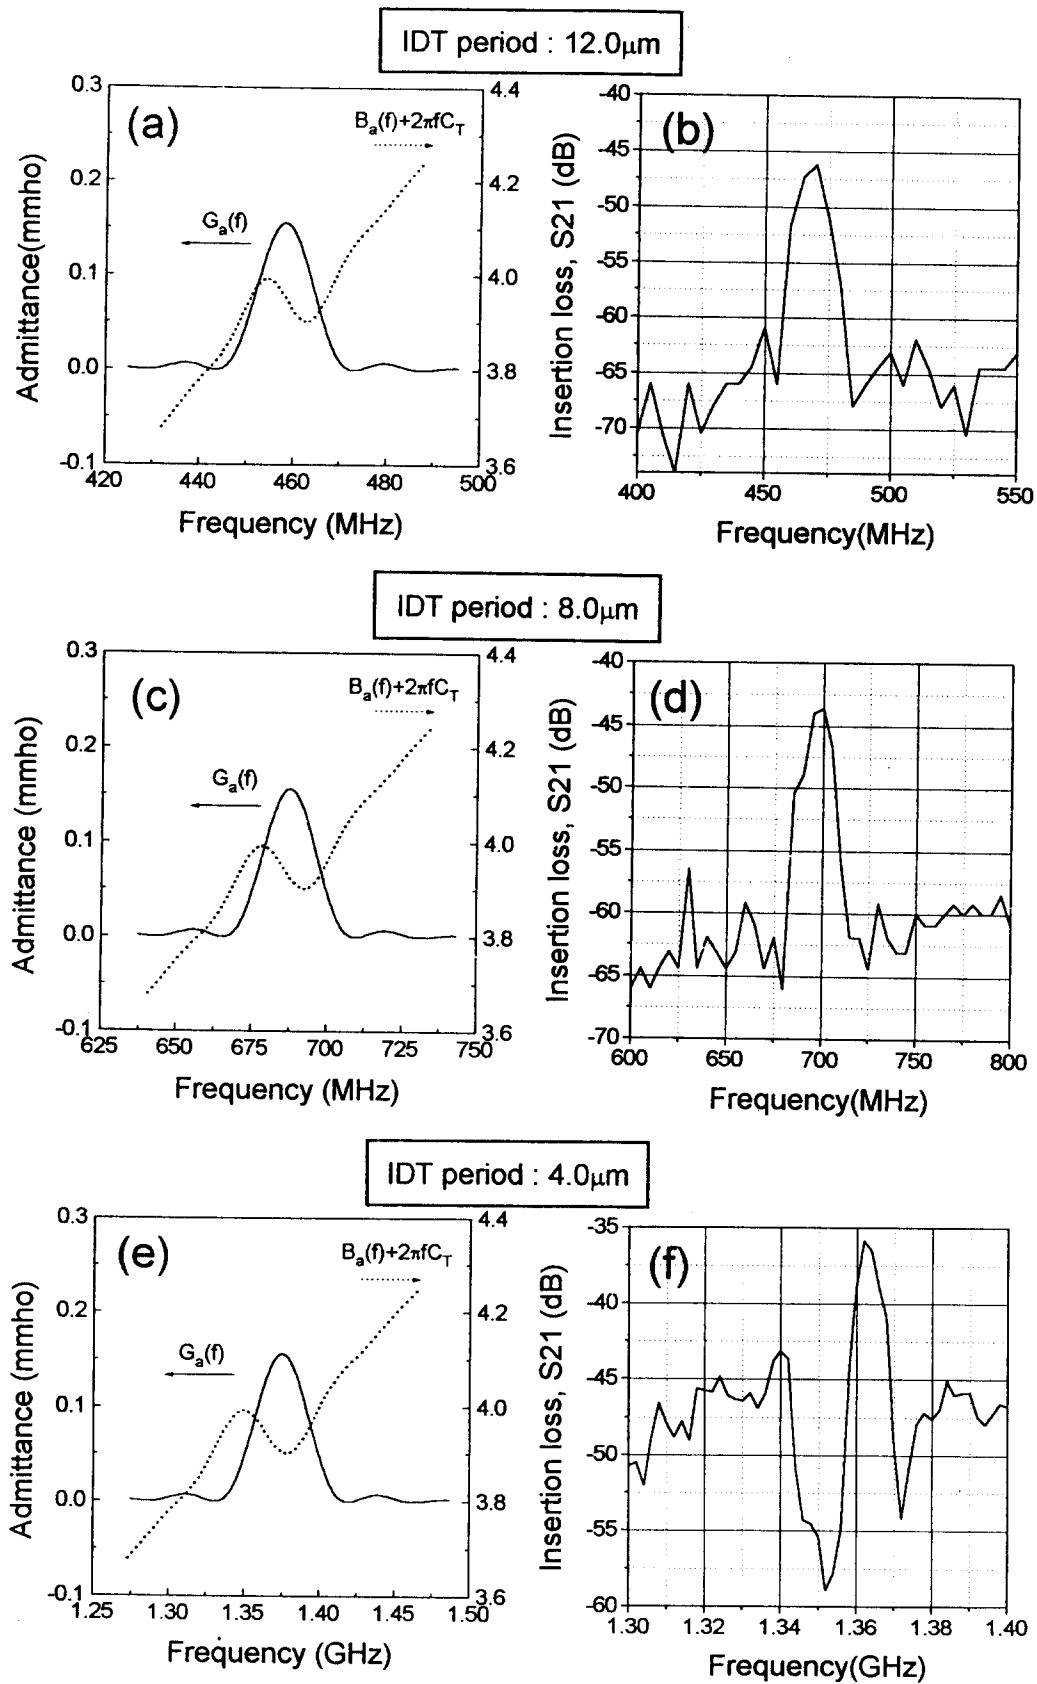 IDT period : 12.0μm
(a)
Bₐ(f)+2πfC_T
Gₐ(f)
Admittance(mmho)
0.3
0.2
0.1
0.0
-0.1
4.4
4.2
4.0
3.8
3.6
420 440 460 480 500
Frequency (MHz)
(b)
Insertion loss, S21 (dB)
-40
-45
-50
-55
-60
-65
-70
400 450 500 550
Frequency(MHz)
IDT period : 8.0μm
(c)
Bₐ(f)+2πfC_T
Gₐ(f)
Admittance (mmho)
0.3
0.2
0.1
0.0
-0.1
4.4
4.2
4.0
3.8
3.6
625 650 675 700 725 750
Frequency (MHz)
(d)
Insertion loss, S21 (dB)
-40
-45
-50
-55
-60
-65
-70
600 650 700 750 800
Frequency(MHz)
IDT period : 4.0μm
(e)
Bₐ(f)+2πfC_T
Gₐ(f)
Admittance (mmho)
0.3
0.2
0.1
0.0
-0.1
4.4
4.2
4.0
3.8
3.6
1.25 1.30 1.35 1.40 1.45 1.50
Frequency (GHz)
(f)
Insertion loss, S21 (dB)
-35
-40
-45
-50
-55
-60
1.30 1.32 1.34 1.36 1.38 1.40
Frequency(GHz)